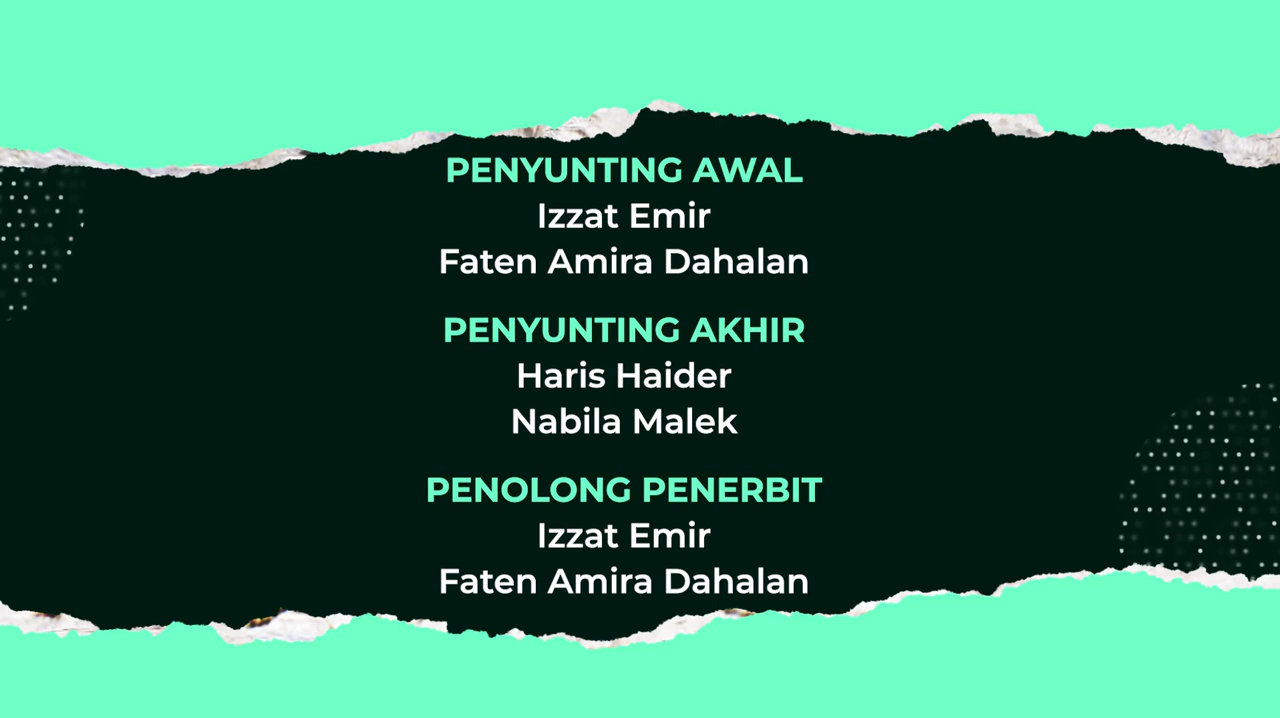 PENYUNTING AWAL
Izzat Emir
Faten Amira Dahalan
PENYUNTING AKHIR
Haris Haider
Nabila Malek
PENOLONG PENERBIT
Izzat Emir
Faten Amira Dahalan